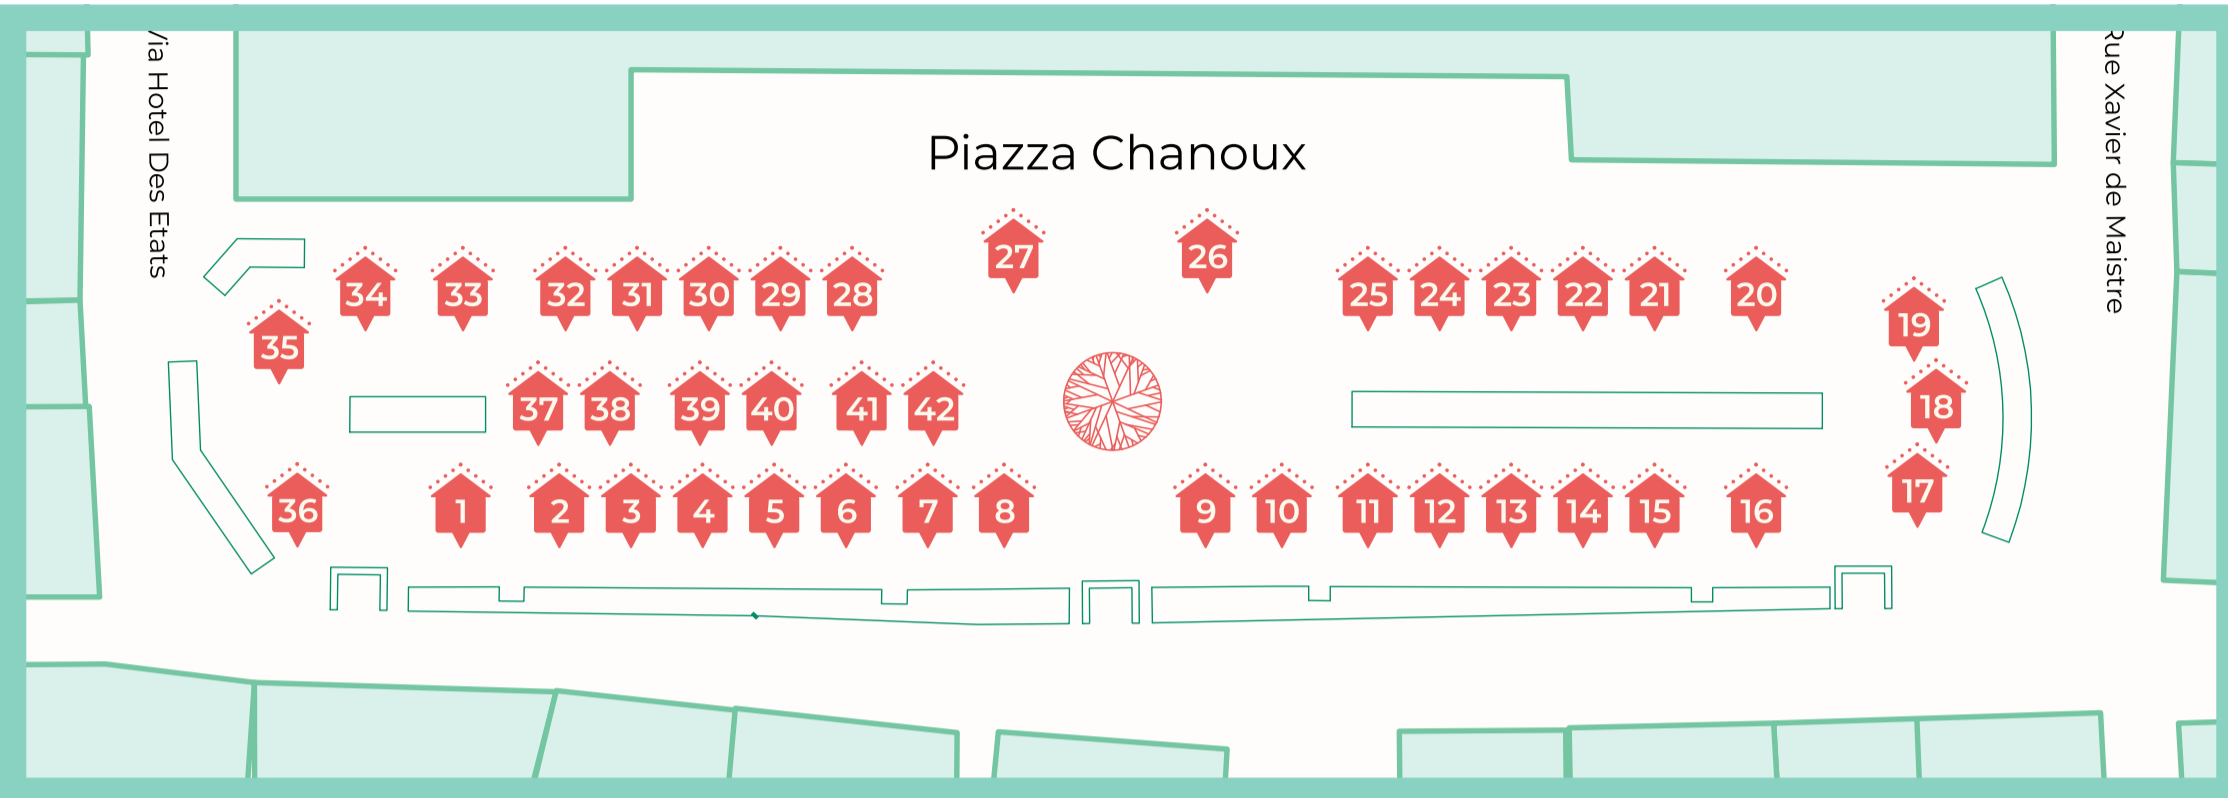 Via Hotel Des Etats
Rue Xavier de Maistre
Piazza Chanoux
27 26
34 33 32 31 30 29 28 25 24 23 22 21 20
19
35
37 38 39 40 41 42
18
17
36 1 2 3 4 5 6 7 8 9 10 11 12 13 14 15 16